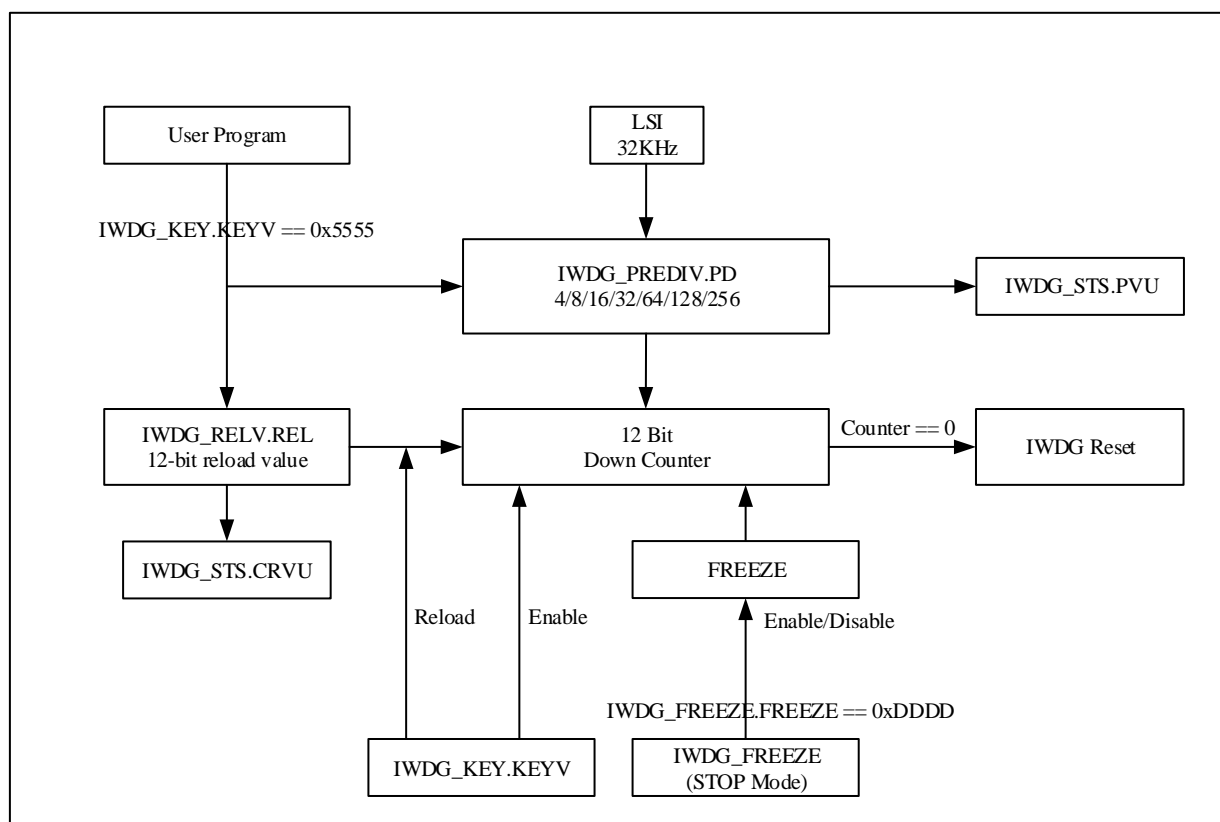 User Program
LSI
32KHz
IWDG_KEY.KEYV == 0x5555
IWDG_PREDIV.PD
4/8/16/32/64/128/256
IWDG_STS.PVU
IWDG_RELV.REL
12-bit reload value
12 Bit
Down Counter
Counter == 0
IWDG Reset
IWDG_STS.CRVU
FREEZE
Reload
Enable
Enable/Disable
IWDG_FREEZE.FREEZE == 0xDDDD
IWDG_KEY.KEYV
IWDG_FREEZE
(STOP Mode)